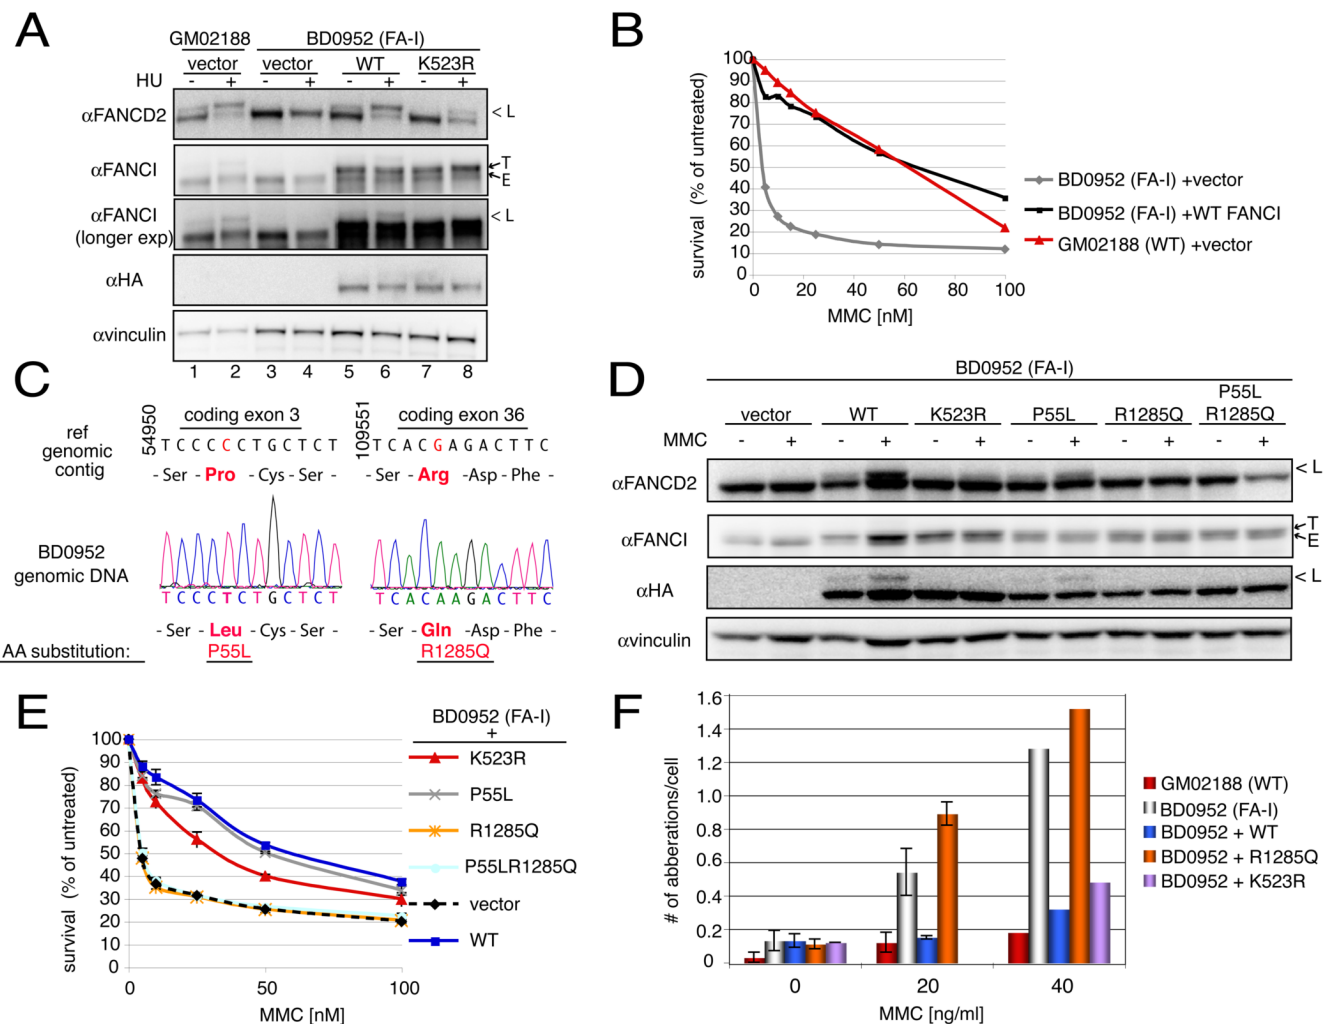 A
GM02188 BD0952 (FA-I)
vector vector WT K523R
HU - + - + - + - +
αFANCD2 < L
αFANCI T
E
αFANCI < L
(longer exp)
αHA
αvinculin
1 2 3 4 5 6 7 8
B
survival (% of untreated)
100
90
80
70
60
50
40
30
20
10
0
0 20 40 60 80 100
MMC [nM]
BD0952 (FA-I) +vector
BD0952 (FA-I) +WT FANCI
GM02188 (WT) +vector
C
ref
genomic
contig
54950
coding exon 3
T C C C C C T G C T C T
- Ser - Pro - Cys - Ser -
109551
coding exon 36
T C A C G A G A C T T C
- Ser - Arg - Asp - Phe -
BD0952
genomic DNA
T C C C T C T G C T C T
T C A C A A G A C T T C
- Ser - Leu - Cys - Ser -
- Ser - Gln - Asp - Phe -
AA substitution: P55L R1285Q
D
BD0952 (FA-I)
vector WT K523R P55L R1285Q P55L
R1285Q
MMC - + - + - + - + - + - +
αFANCD2 < L
αFANCI T
E
αHA < L
αvinculin
E
survival (% of untreated)
100
90
80
70
60
50
40
30
20
10
0
0 50 100
MMC [nM]
BD0952 (FA-I)
+
K523R
P55L
R1285Q
P55LR1285Q
vector
WT
F
# of abberations/cell
1.6
1.4
1.2
1.0
0.8
0.6
0.4
0.2
0
0 20 40
MMC [ng/ml]
GM02188 (WT)
BD0952 (FA-I)
BD0952 + WT
BD0952 + R1285Q
BD0952 + K523R